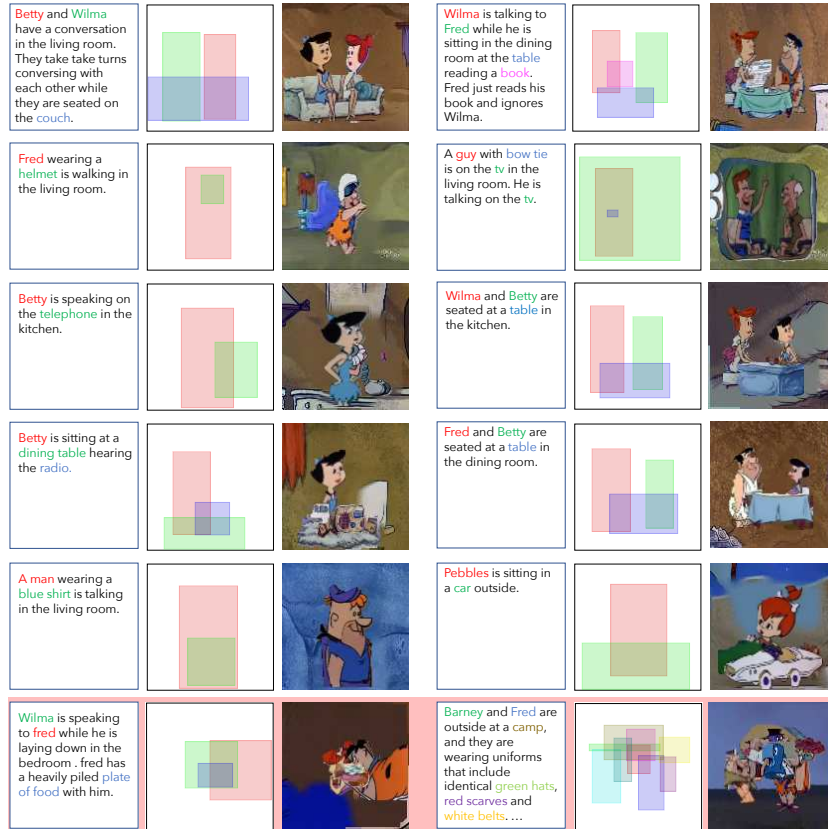 Betty and Wilma
have a conversation
in the living room.
They take take turns
conversing with
each other while
they are seated on
the couch.
Wilma is talking to
Fred while he is
sitting in the dining
room at the table
reading a book.
Fred just reads his
book and ignores
Wilma.
Fred wearing a
helmet is walking in
the living room.
A guy with bow tie
is on the tv in the
living room. He is
talking on the tv.
Betty is speaking on
the telephone in the
kitchen.
Wilma and Betty are
seated at a table in
the kitchen.
Betty is sitting at a
dining table hearing
the radio.
Fred and Betty are
seated at a table in
the dining room.
A man wearing a
blue shirt is talking
in the living room.
Pebbles is sitting in
a car outside.
Wilma is speaking
to fred while he is
laying down in the
bedroom . fred has
a heavily piled plate
of food with him.
Barney and Fred are
outside at a camp,
and they are
wearing uniforms
that include
identical green hats,
red scarves and
white belts. ...